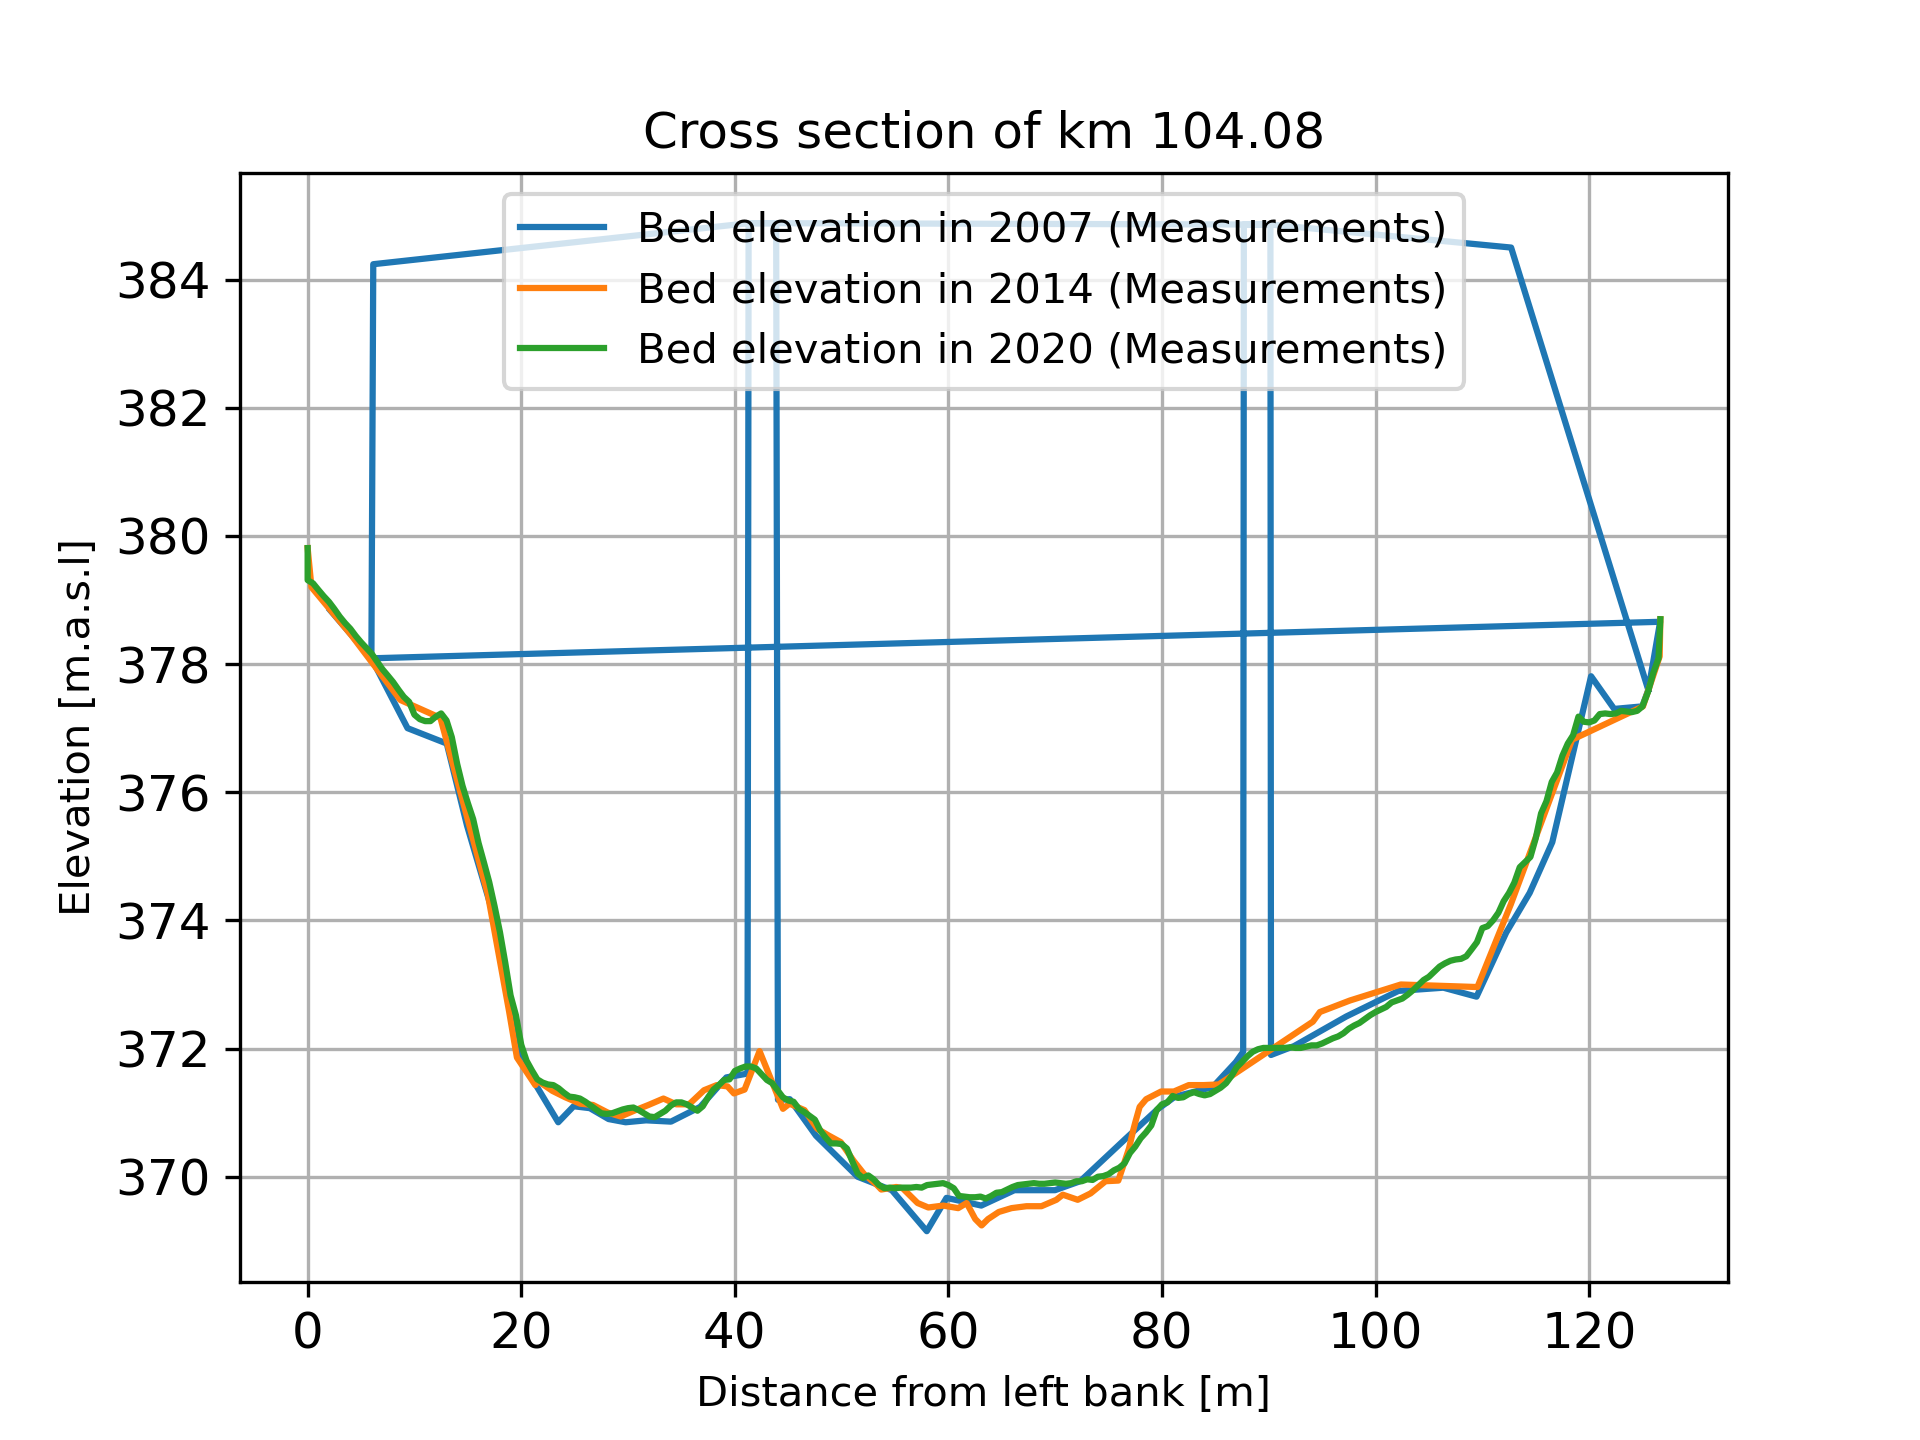 Cross section of km 104.08
Bed elevation in 2007 (Measurements)
Bed elevation in 2014 (Measurements)
Bed elevation in 2020 (Measurements)
384
382
380
378
376
374
372
370
Elevation [m.a.s.l]
0 20 40 60 80 100 120
Distance from left bank [m]